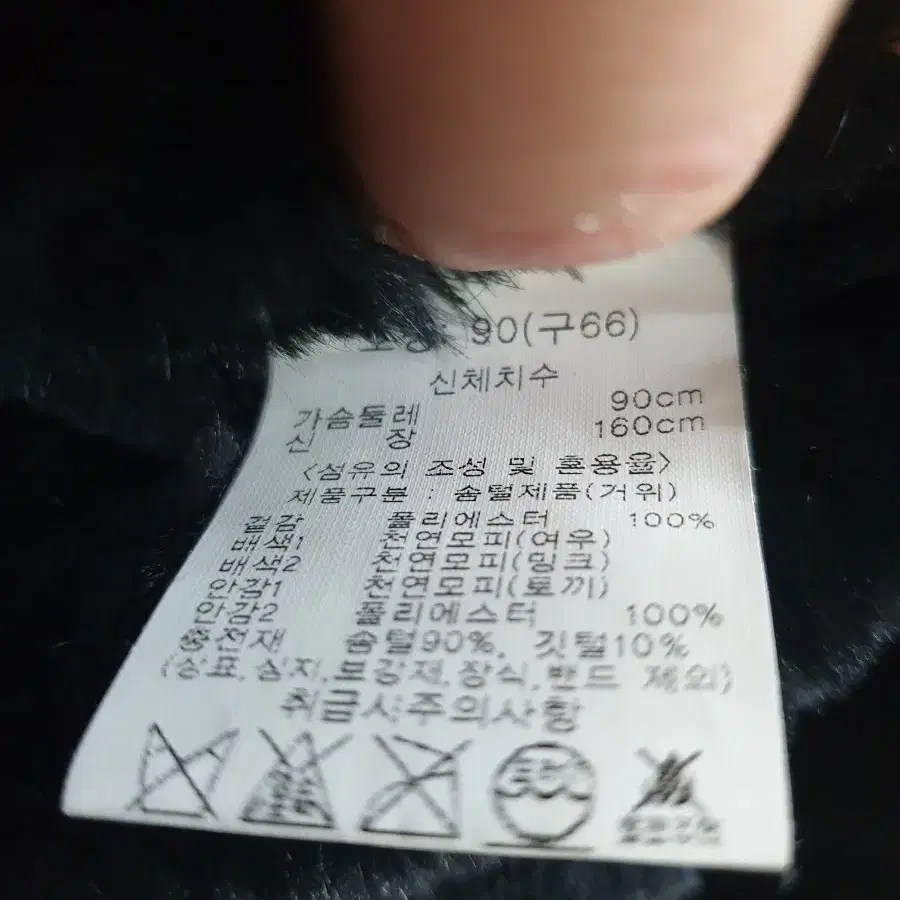 90(구66)
신체치수
가슴둘레 90cm
신 장 160cm
<섬유의 조성 및 혼용율>
제품구분 : 솜털제품(거위)
겉감 폴리에스터 100%
배색1 천연모피(여우)
배색2 천연모피(밍크)
안감1 천연모피(토끼)
안감2 폴리에스터 100%
충전재 솜털90%, 깃털10%
(상표,심지,보강재,장식,밴드 제외)
취급시주의사항